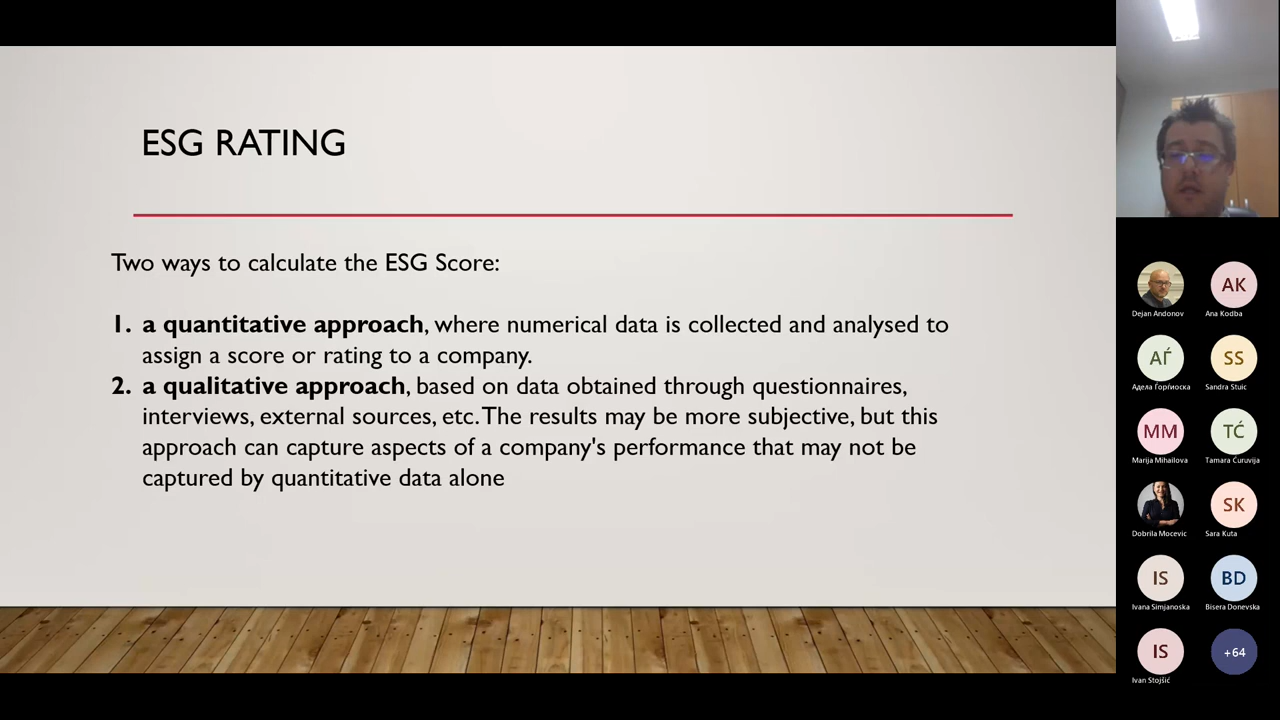 ESG RATING
Two ways to calculate the ESG Score:
1. a quantitative approach, where numerical data is collected and analysed to
assign a score or rating to a company.
2. a qualitative approach, based on data obtained through questionnaires,
interviews, external sources, etc. The results may be more subjective, but this
approach can capture aspects of a company's performance that may not be
captured by quantitative data alone
AK
Dejan Andonov
Ana Kodba
АЃ
SS
Адела Ѓорѓиоска
Sandra Stuic
MM
TĆ
Marija Mihailova
Tamara Curuvija
SK
Dobrila Mocevic
Sara Kuta
IS
BD
Ivana Simjanoska
Bisera Donevska
IS
+64
Ivan Stojšić